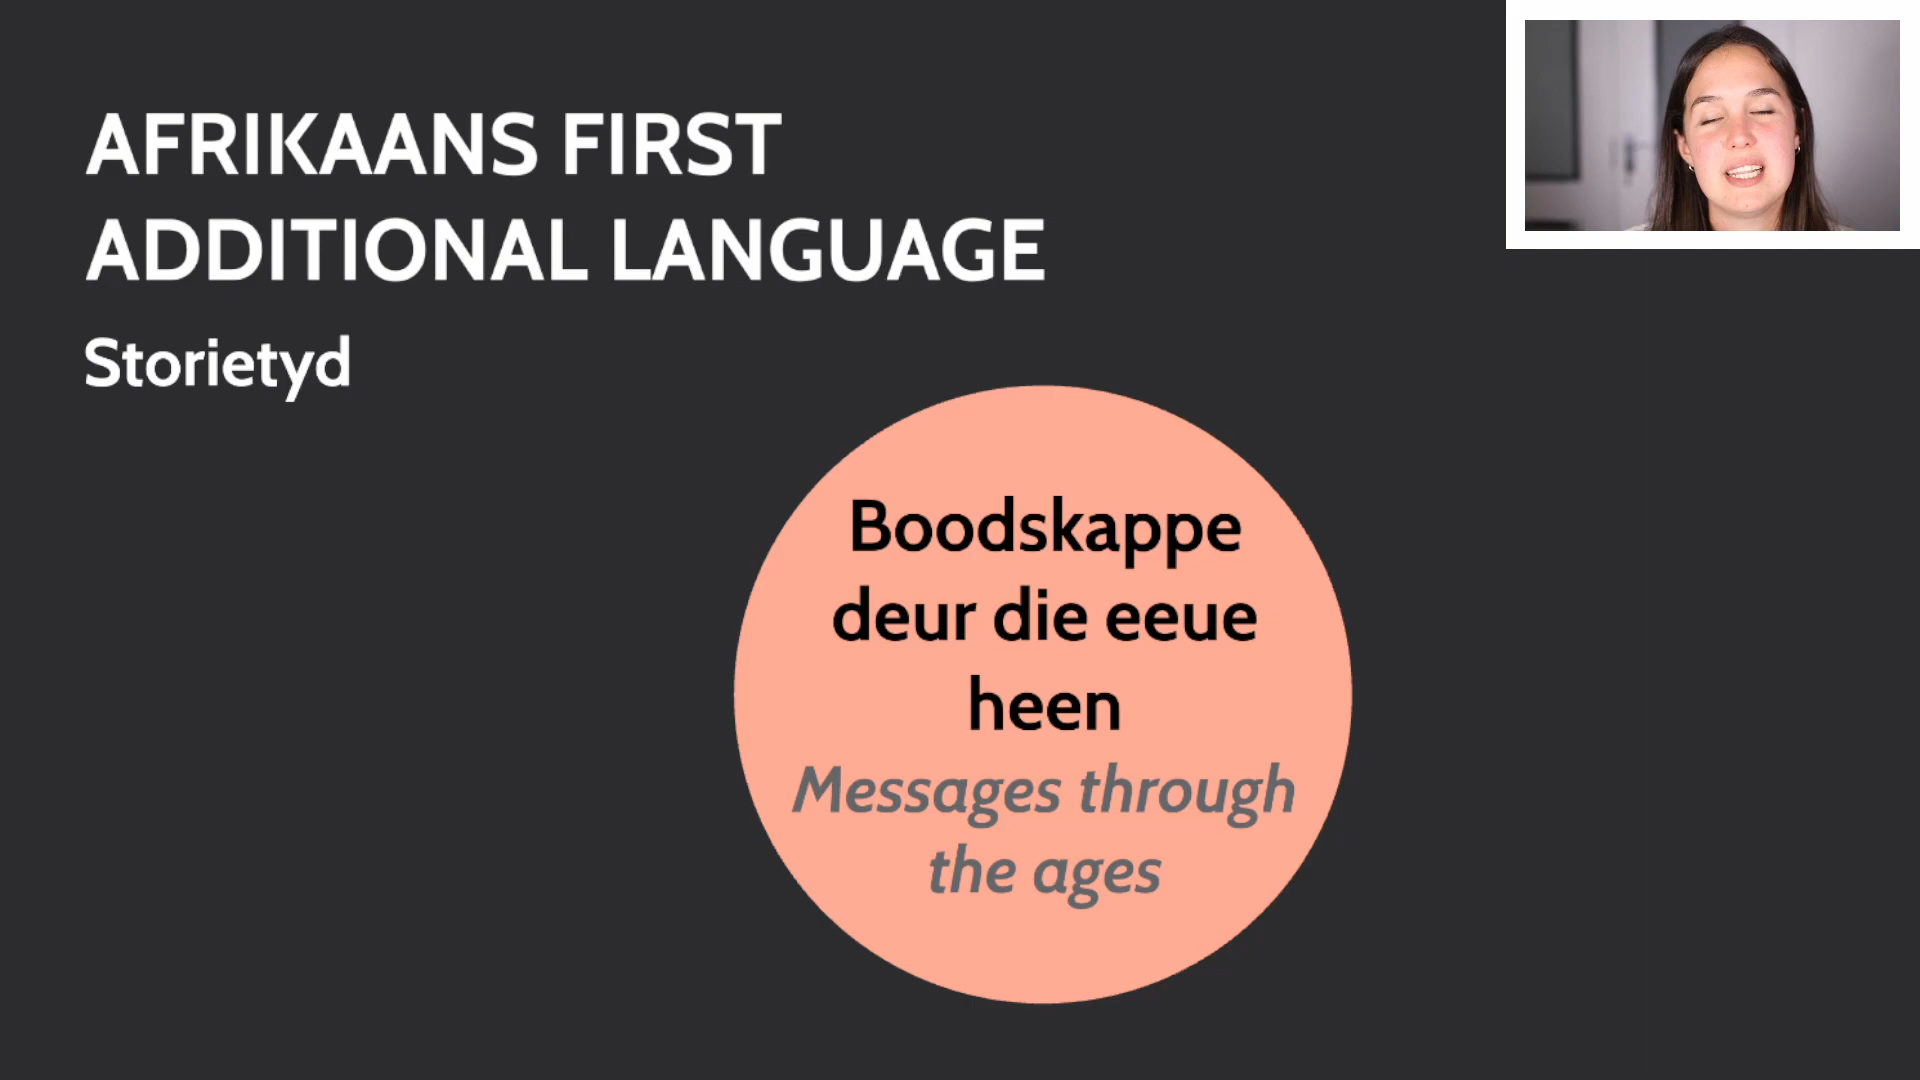 AFRIKAANS FIRST
ADDITIONAL LANGUAGE
Storietyd
Boodskappe
deur die eeue
heen
Messages through
the ages